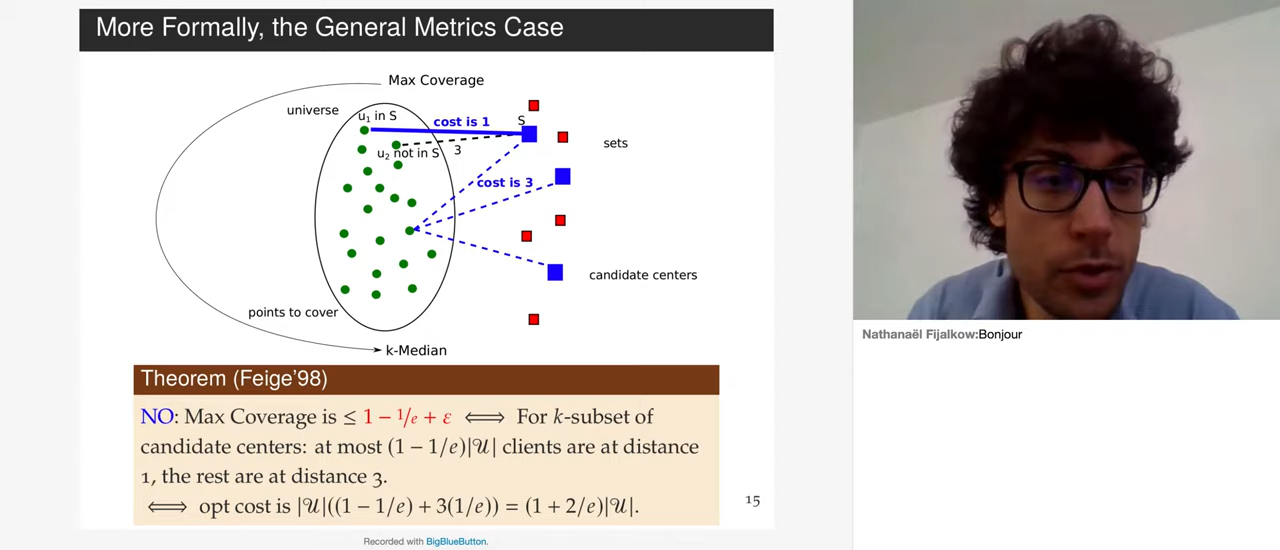 More Formally, the General Metrics Case
Max Coverage
universe
u₁ in S
cost is 1
S
u₂ not in S
3
sets
cost is 3
candidate centers
points to cover
k-Median
Theorem (Feige'98)
NO: Max Coverage is ≤ 1 − 1/e + ε ⟺ For k-subset of
candidate centers: at most (1 − 1/e)|𝒰| clients are at distance
1, the rest are at distance 3.
⟺ opt cost is |𝒰|((1 − 1/e) + 3(1/e)) = (1 + 2/e)|𝒰|.
15
Recorded with BigBlueButton.
Nathanaël Fijalkow:Bonjour